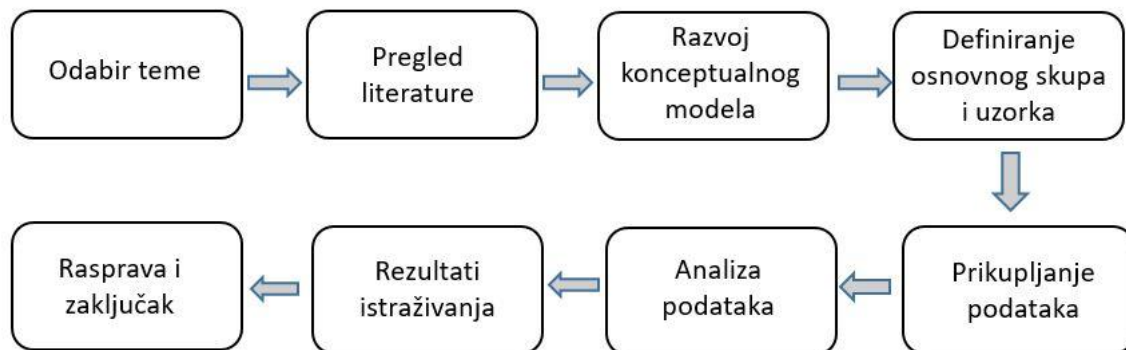 Odabir teme
Pregled
literature
Razvoj
konceptualnog
modela
Definiranje
osnovnog skupa
i uzorka
Prikupljanje
podataka
Analiza
podataka
Rezultati
istraživanja
Rasprava i
zaključak